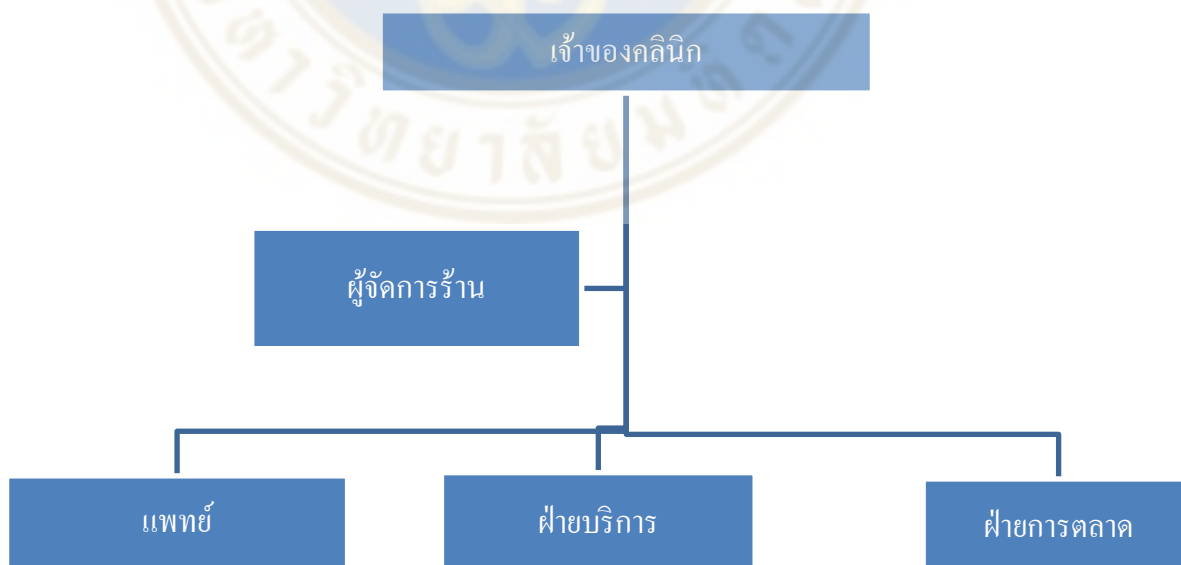 เจ้าของคลินิก
ผู้จัดการร้าน
แพทย์
ฝ่ายบริการ
ฝ่ายการตลาด